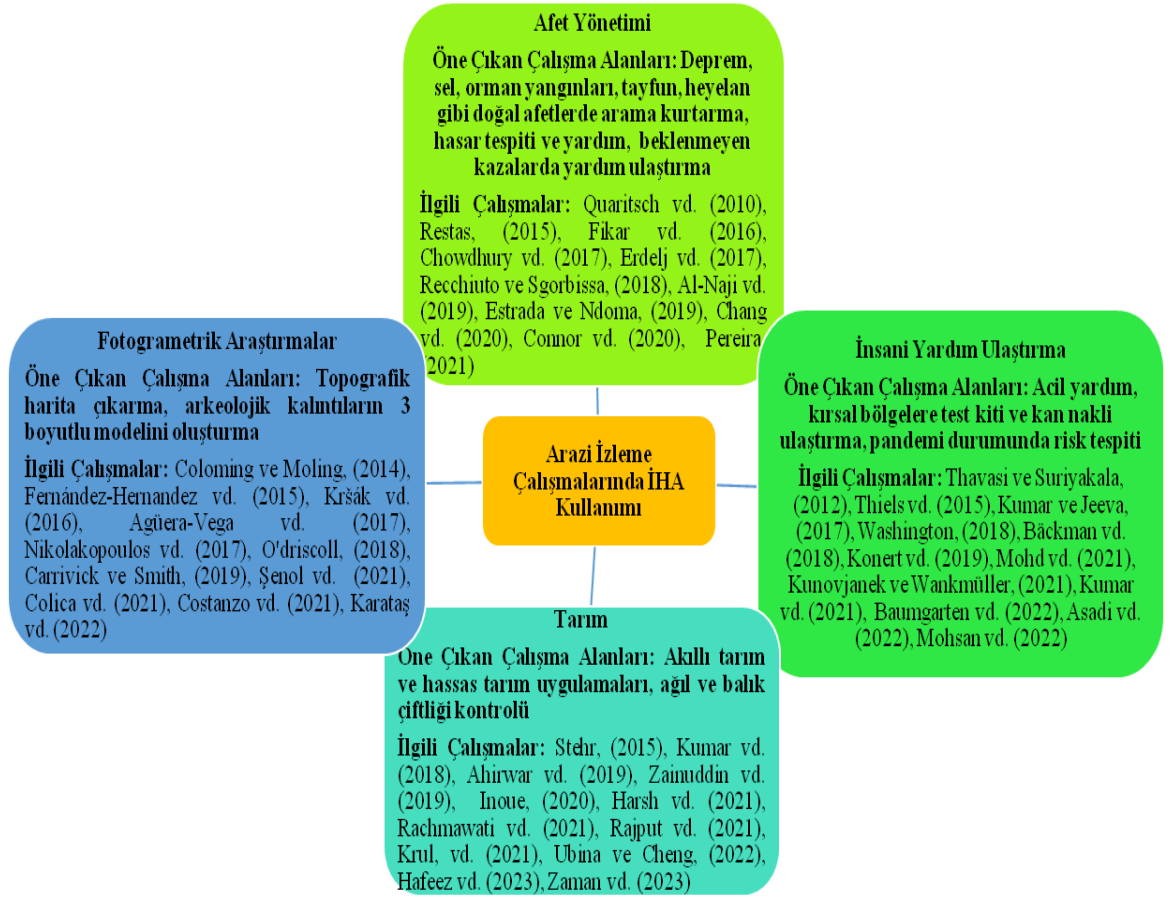 Afet Yönetimi
Öne Çıkan Çalışma Alanları: Deprem,
sel, orman yangınları, tayfun, heyelan
gibi doğal afetlerde arama kurtarma,
hasar tespiti ve yardım, beklenmeyen
kazalarda yardım ulaştırma
İlgili Çalışmalar: Quaritsch vd. (2010),
Restas, (2015), Fikar vd. (2016),
Chowdhury vd. (2017), Erdelj vd. (2017),
Recchiuto ve Sgorbissa, (2018), Al-Naji vd.
(2019), Estrada ve Ndoma, (2019), Chang
vd. (2020), Connor vd. (2020), Pereira,
(2021)
Fotogrametrik Araştırmalar
Öne Çıkan Çalışma Alanları: Topografik
harita çıkarma, arkeolojik kalıntıların 3
boyutlu modelini oluşturma
İlgili Çalışmalar: Coloming ve Moling, (2014),
Fernández-Hernandez vd. (2015), Kršák vd.
(2016), Agüera-Vega vd. (2017),
Nikolakopoulos vd. (2017), O'driscoll, (2018),
Carrivick ve Smith, (2019), Şenol vd. (2021),
Colica vd. (2021), Costanzo vd. (2021), Karataş
vd. (2022)
Arazi İzleme
Çalışmalarında İHA
Kullanımı
İnsani Yardım Ulaştırma
Öne Çıkan Çalışma Alanları: Acil yardım,
kırsal bölgelere test kiti ve kan nakli
ulaştırma, pandemi durumunda risk tespiti
İlgili Çalışmalar: Thavasi ve Suriyakala,
(2012), Thiels vd. (2015), Kumar ve Jeeva,
(2017), Washington, (2018), Bäckman vd.
(2018), Konert vd. (2019), Mohd vd. (2021),
Kunovjanek ve Wankmüller, (2021), Kumar
vd. (2021), Baumgarten vd. (2022), Asadi vd.
(2022), Mohsan vd. (2022)
Tarım
Öne Çıkan Çalışma Alanları: Akıllı tarım
ve hassas tarım uygulamaları, ağıl ve balık
çiftliği kontrolü
İlgili Çalışmalar: Stehr, (2015), Kumar vd.
(2018), Ahirwar vd. (2019), Zainuddin vd.
(2019), Inoue, (2020), Harsh vd. (2021),
Rachmawati vd. (2021), Rajput vd. (2021),
Krul, vd. (2021), Ubina ve Cheng, (2022),
Hafeez vd. (2023), Zaman vd. (2023)